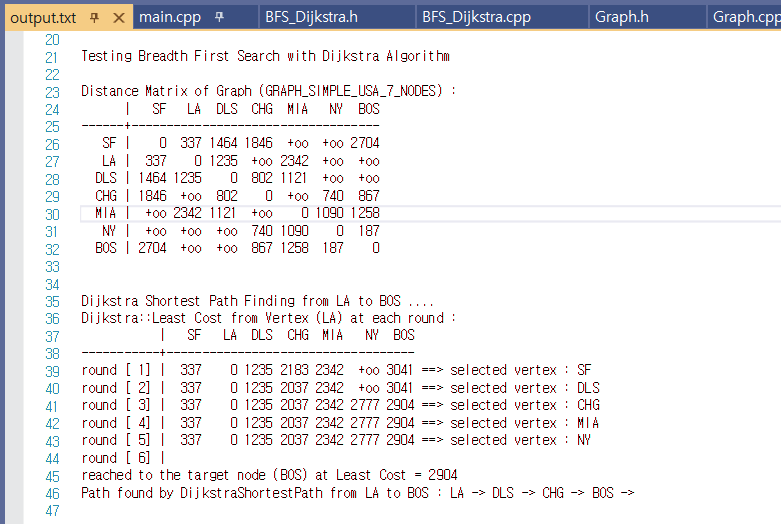 output.txt main.cpp BFS_Dijkstra.h BFS_Dijkstra.cpp Graph.h Graph.cpp
20
21 Testing Breadth First Search with Dijkstra Algorithm
22
23 Distance Matrix of Graph (GRAPH_SIMPLE_USA_7_NODES) :
24 | SF LA DLS CHG MIA NY BOS
25 ------+-----------------------------------
26 SF | 0 337 1464 1846 +oo +oo 2704
27 LA | 337 0 1235 +oo 2342 +oo +oo
28 DLS | 1464 1235 0 802 1121 +oo +oo
29 CHG | 1846 +oo 802 0 +oo 740 867
30 MIA | +oo 2342 1121 +oo 0 1090 1258
31 NY | +oo +oo +oo 740 1090 0 187
32 BOS | 2704 +oo +oo 867 1258 187 0
33
34
35 Dijkstra Shortest Path Finding from LA to BOS ....
36 Dijkstra::Least Cost from Vertex (LA) at each round :
37 | SF LA DLS CHG MIA NY BOS
38 -----------+-----------------------------------
39 round [ 1] | 337 0 1235 2183 2342 +oo 3041 ==> selected vertex : SF
40 round [ 2] | 337 0 1235 2037 2342 +oo 3041 ==> selected vertex : DLS
41 round [ 3] | 337 0 1235 2037 2342 2777 2904 ==> selected vertex : CHG
42 round [ 4] | 337 0 1235 2037 2342 2777 2904 ==> selected vertex : MIA
43 round [ 5] | 337 0 1235 2037 2342 2777 2904 ==> selected vertex : NY
44 round [ 6] |
45 reached to the target node (BOS) at Least Cost = 2904
46 Path found by DijkstraShortestPath from LA to BOS : LA -> DLS -> CHG -> BOS ->
47